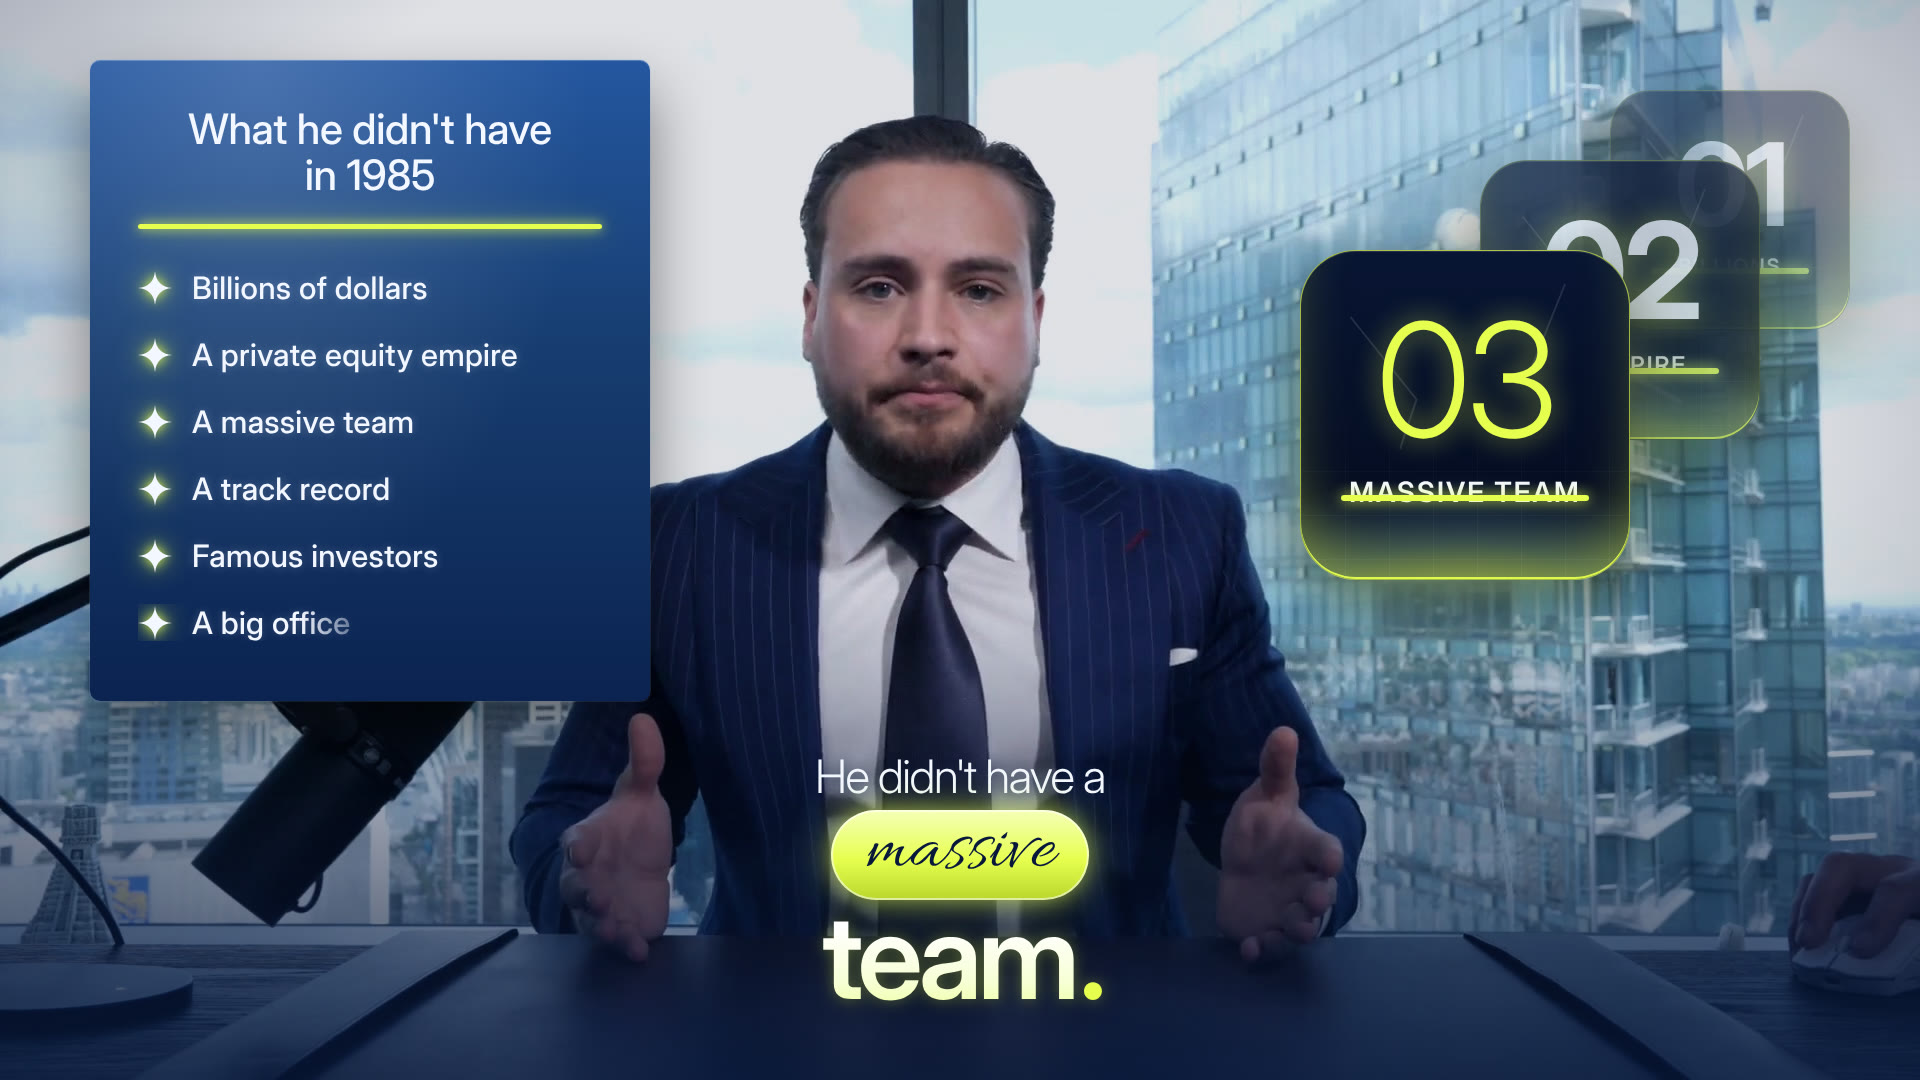 What he didn't have
in 1985
Billions of dollars
A private equity empire
A massive team
A track record
Famous investors
A big office
01
02
03
MASSIVE TEAM
He didn't have a
massive
team.